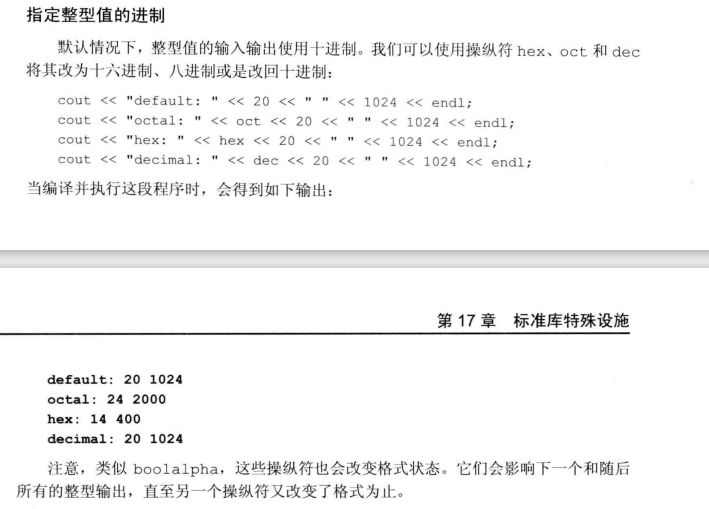 指定整型值的进制
默认情况下，整型值的输入输出使用十进制。我们可以使用操纵符 hex、oct 和 dec
将其改为十六进制、八进制或是改回十进制：
cout << "default: " << 20 << " " << 1024 << endl;
cout << "octal: " << oct << 20 << " " << 1024 << endl;
cout << "hex: " << hex << 20 << " " << 1024 << endl;
cout << "decimal: " << dec << 20 << " " << 1024 << endl;
当编译并执行这段程序时，会得到如下输出：
第 17 章 标准库特殊设施
default: 20 1024
octal: 24 2000
hex: 14 400
decimal: 20 1024
注意，类似 boolalpha，这些操纵符也会改变格式状态。它们会影响下一个和随后
所有的整型输出，直至另一个操纵符又改变了格式为止。